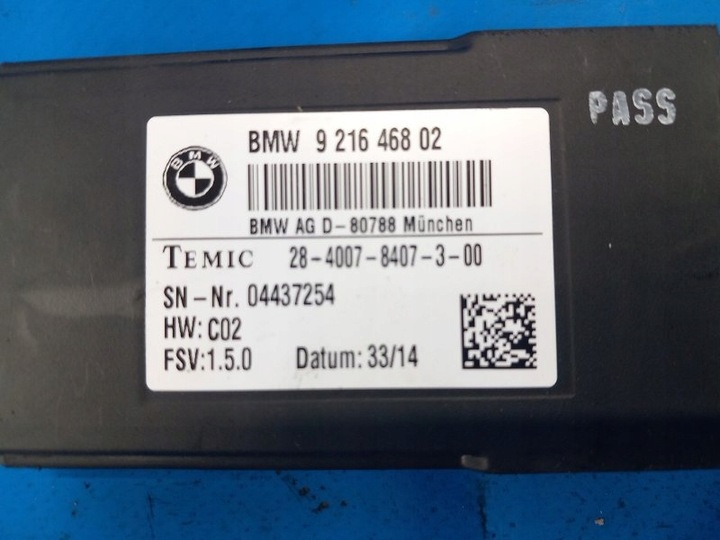 PASS
BMW 9 216 468 02
BMW
BMW AG D-80788 München
TEMIC 28-4007-8407-3-00
SN-Nr. 04437254
HW: C02
FSV:1.5.0 Datum: 33/14